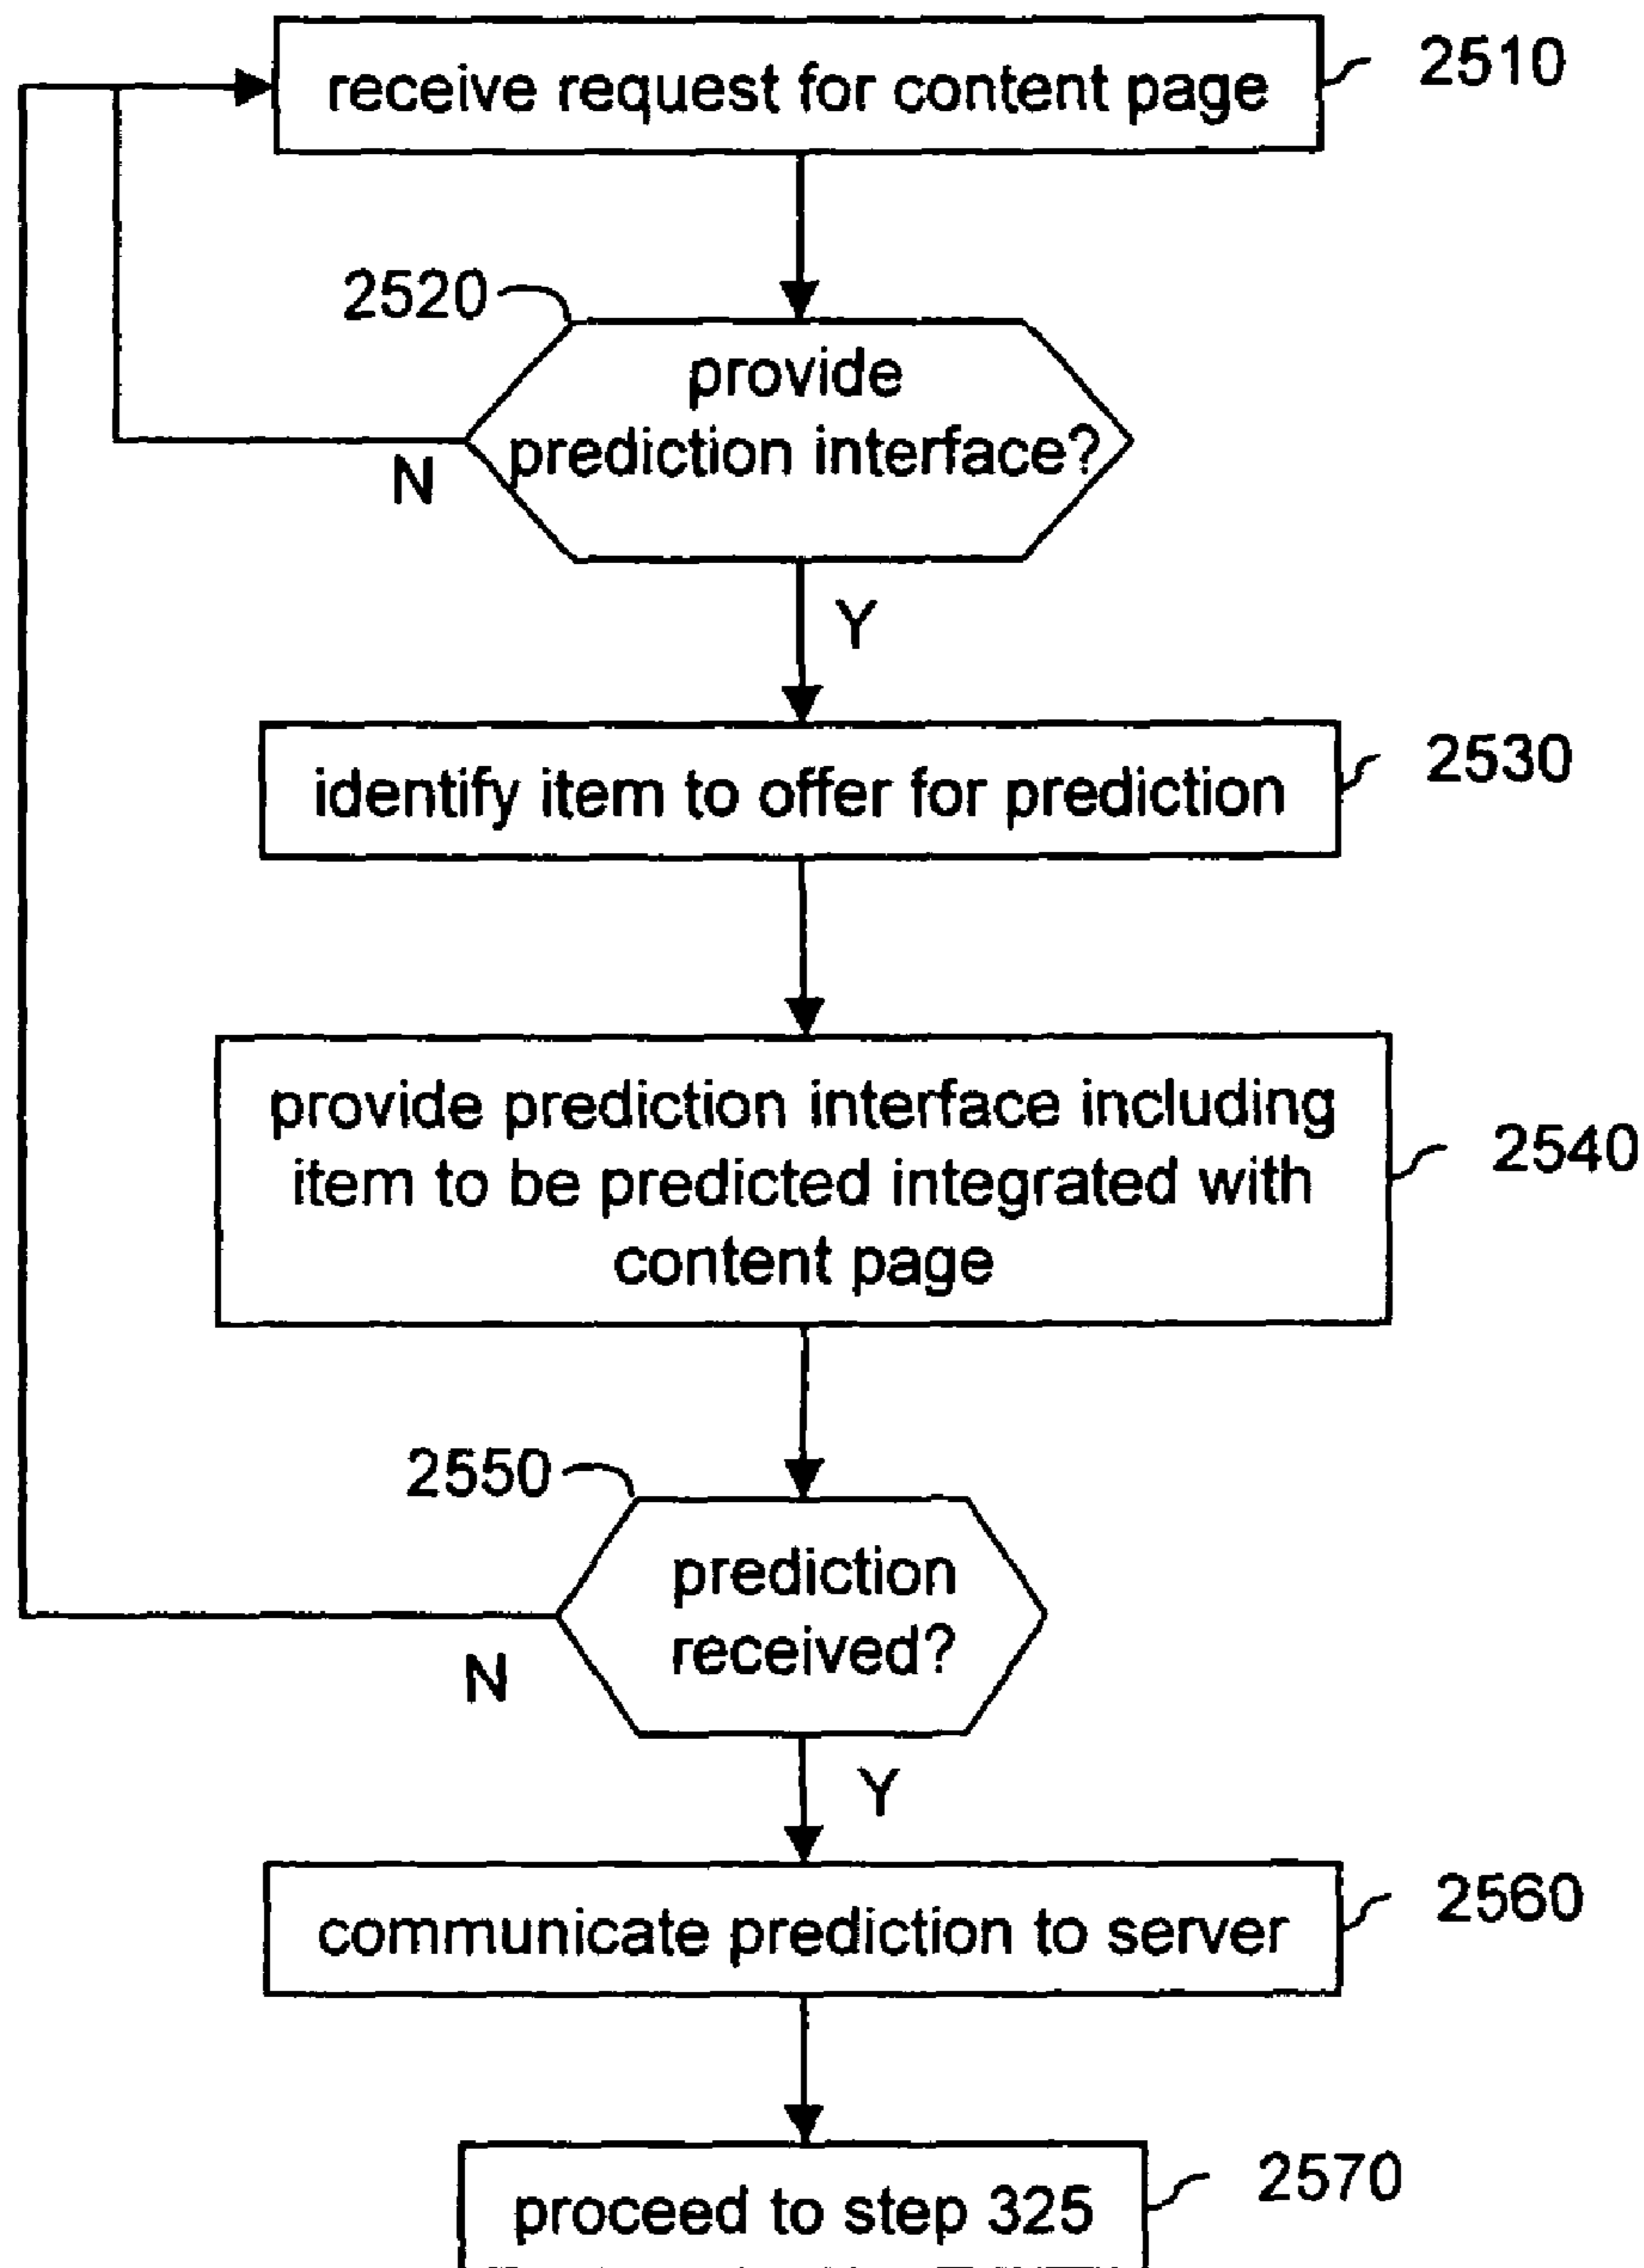 receive request for content page
2510
2520
provide
prediction interface?
N
Y
identify item to offer for prediction
2530
provide prediction interface including
item to be predicted integrated with
content page
2540
2550
prediction
received?
N
Y
communicate prediction to server
2560
proceed to step 325
2570